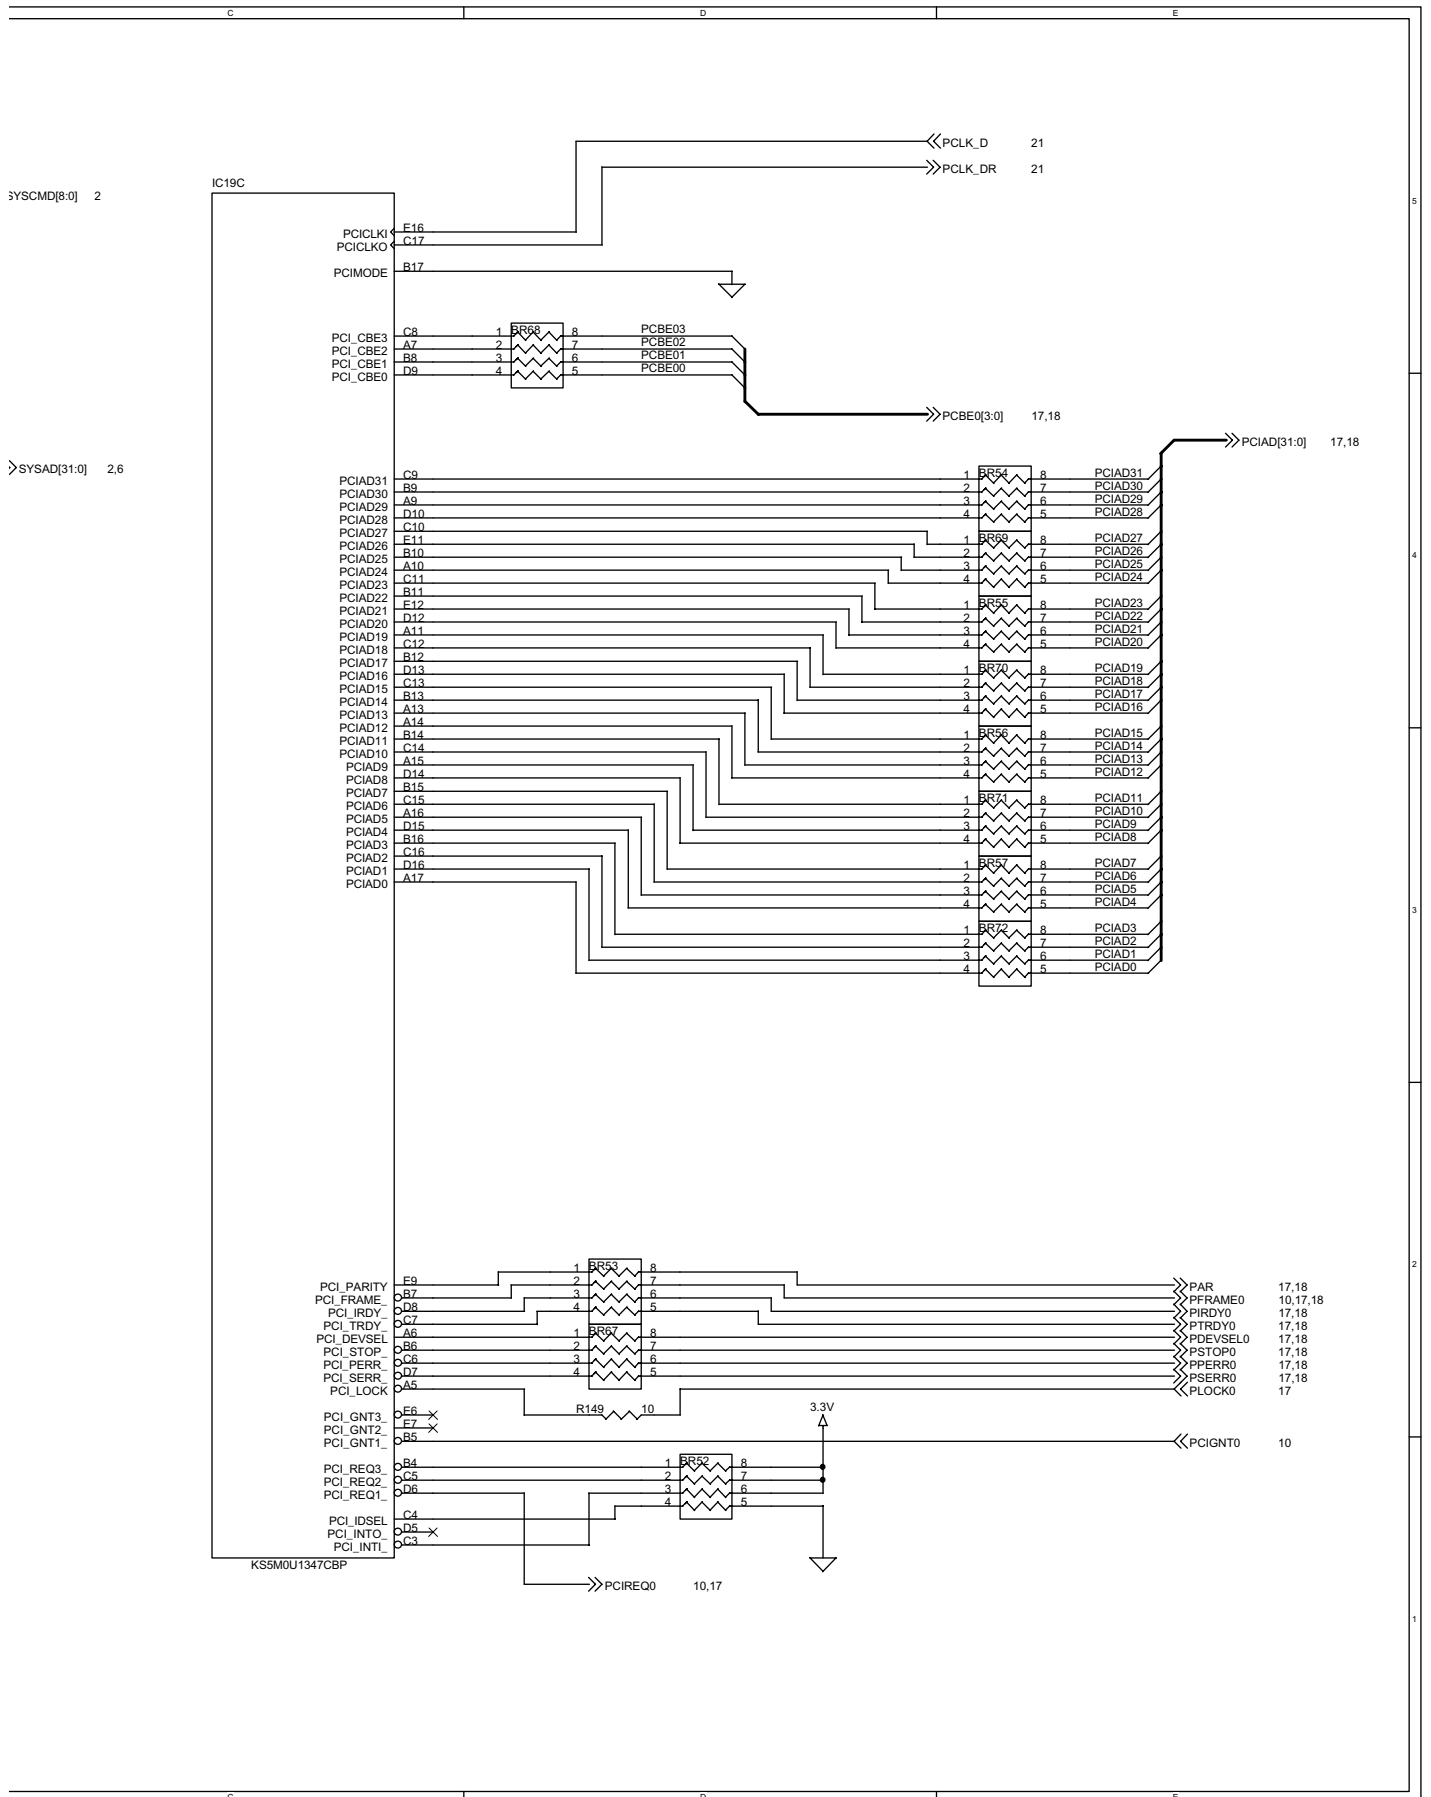 C D E
PCLK_D 21
PCLK_DR 21
IC19C
SYSCMD[8:0] 2
5
PCICLKI E16
PCICLKO C17
PCIMODE B17
PCI_CBE3 C8 1 BR68 8 PCBE03
PCI_CBE2 A7 2 7 PCBE02
PCI_CBE1 B8 3 6 PCBE01
PCI_CBE0 D9 4 5 PCBE00
PCBE0[3:0] 17,18
PCIAD[31:0] 17,18
SYSAD[31:0] 2,6
PCIAD31 C9 1 BR54 8 PCIAD31
PCIAD30 B9 2 7 PCIAD30
PCIAD29 A9 3 6 PCIAD29
PCIAD28 D10 4 5 PCIAD28
PCIAD27 C10 1 BR69 8 PCIAD27
PCIAD26 E11 2 7 PCIAD26
4
PCIAD25 B10 3 6 PCIAD25
PCIAD24 A10 4 5 PCIAD24
PCIAD23 C11 1 BR55 8 PCIAD23
PCIAD22 B11 2 7 PCIAD22
PCIAD21 E12 3 6 PCIAD21
PCIAD20 D12 4 5 PCIAD20
PCIAD19 A11 1 BR70 8 PCIAD19
PCIAD18 C12 2 7 PCIAD18
PCIAD17 B12 3 6 PCIAD17
PCIAD16 D13 4 5 PCIAD16
PCIAD15 C13 1 BR56 8 PCIAD15
PCIAD14 B13 2 7 PCIAD14
PCIAD13 A13 3 6 PCIAD13
PCIAD12 A14 4 5 PCIAD12
PCIAD11 B14 1 BR71 8 PCIAD11
PCIAD10 C14 2 7 PCIAD10
PCIAD9 A15 3 6 PCIAD9
PCIAD8 D14 4 5 PCIAD8
PCIAD7 B15 1 BR57 8 PCIAD7
PCIAD6 C15 2 7 PCIAD6
PCIAD5 A16 3 6 PCIAD5
PCIAD4 D15 4 5 PCIAD4
3
PCIAD3 B16 1 BR72 8 PCIAD3
PCIAD2 C16 2 7 PCIAD2
PCIAD1 D16 3 6 PCIAD1
PCIAD0 A17 4 5 PCIAD0
2
PCI_PARITY E9 1 BR53 8 PAR 17,18
PCI_FRAME_ B7 2 7 PFRAME0 10,17,18
PCI_IRDY_ D8 3 6 PIRDY0 17,18
PCI_TRDY_ C7 4 5 PTRDY0 17,18
PCI_DEVSEL A6 1 BR67 8 PDEVSEL0 17,18
PCI_STOP_ B6 2 7 PSTOP0 17,18
PCI_PERR_ C6 3 6 PPERR0 17,18
PCI_SERR_ D7 4 5 PSERR0 17,18
PCI_LOCK A5 PLOCK0 17
R149 10 3.3V
PCI_GNT3_ E6
PCI_GNT2_ E7
PCI_GNT1_ B5 PCIGNT0 10
PCI_REQ3_ B4 1 BR52 8
PCI_REQ2_ C5 2 7
PCI_REQ1_ D6 3 6
4 5
PCI_IDSEL C4
PCI_INTO_ D5
PCI_INTI_ C3
KS5M0U1347CBP
PCIREQ0 10,17
1